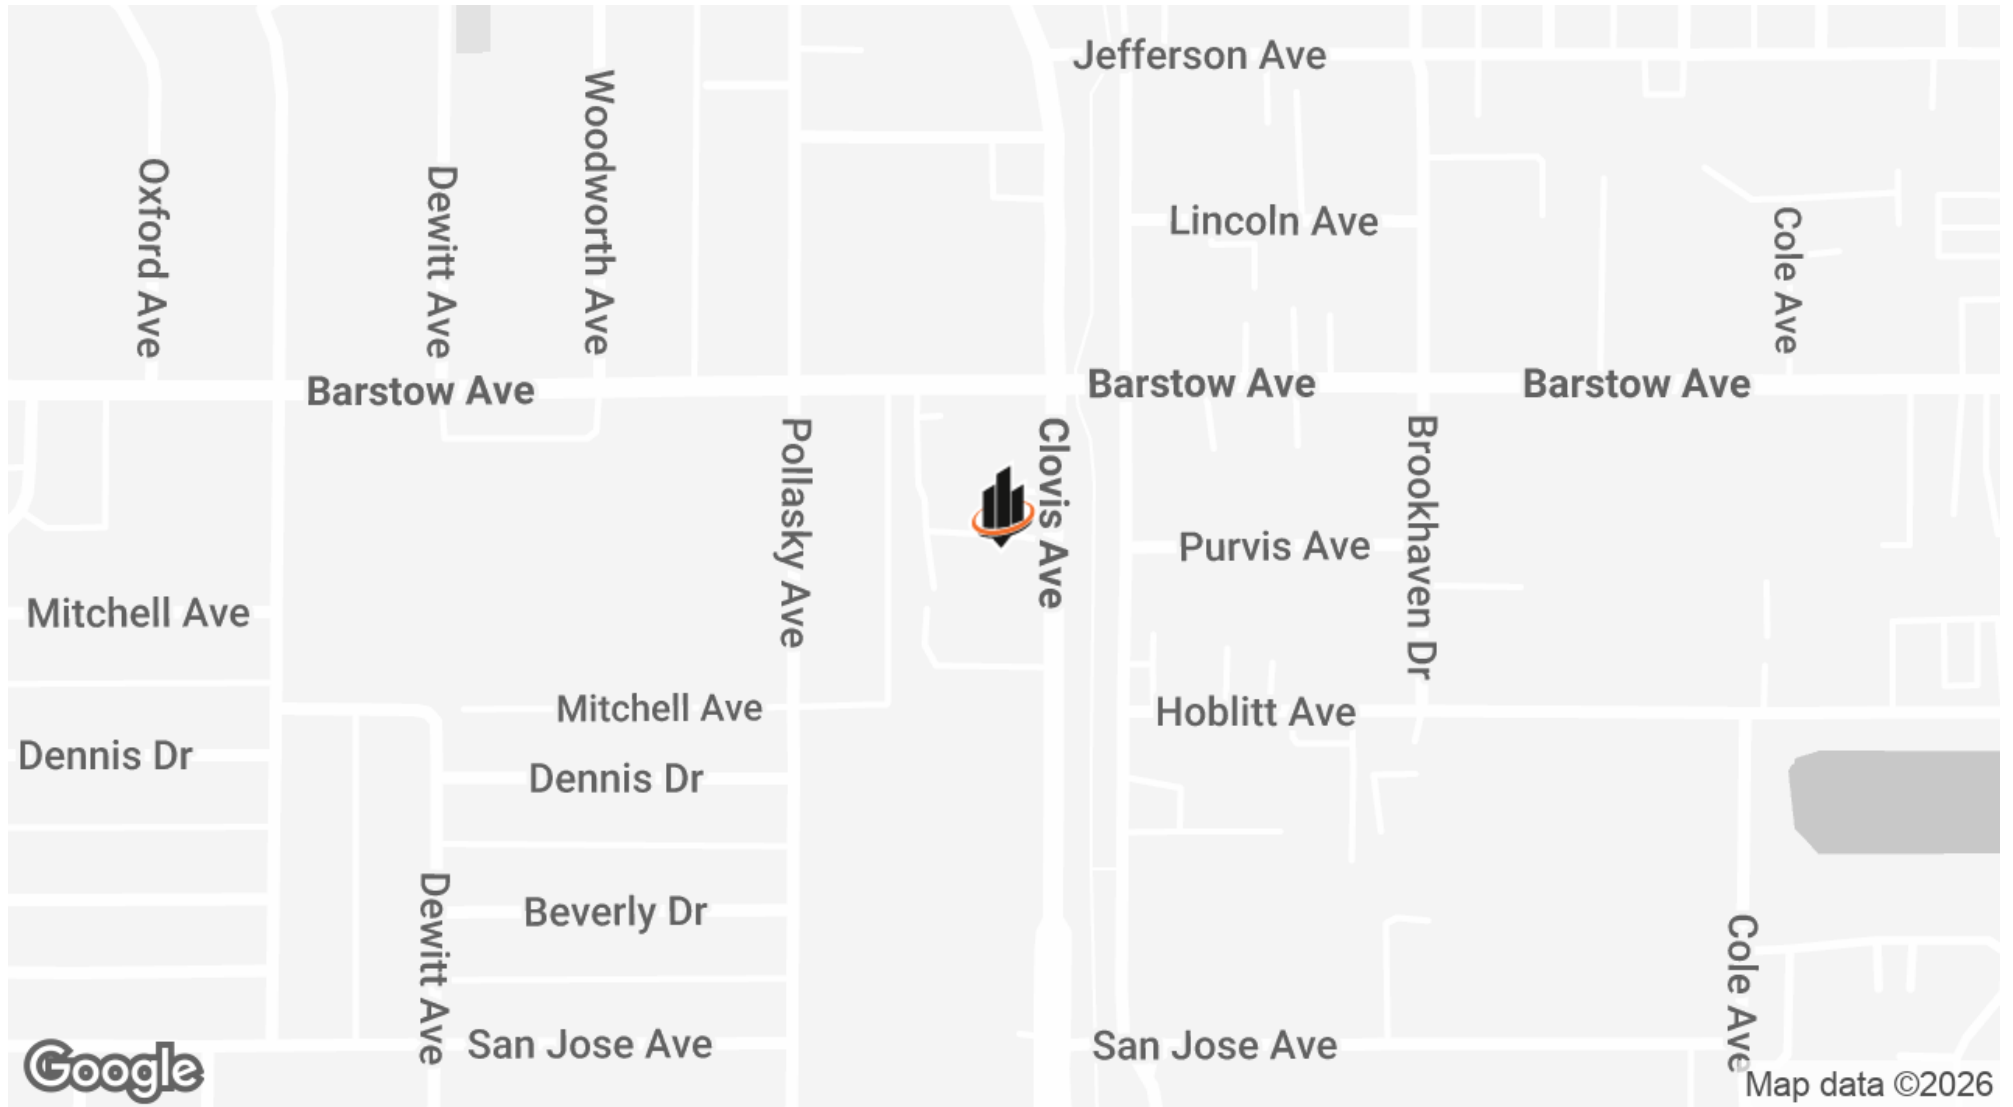 Jefferson Ave
Woodworth Ave
Oxford Ave
Dewitt Ave
Lincoln Ave
Cole Ave
Barstow Ave
Barstow Ave
Barstow Ave
Pollasky Ave
Clovis Ave
Brookhaven Dr
Purvis Ave
Mitchell Ave
Mitchell Ave
Hoblitt Ave
Dennis Dr
Dennis Dr
Dewitt Ave
Beverly Dr
Cole Ave
San Jose Ave
San Jose Ave
Google
Map data ©2026